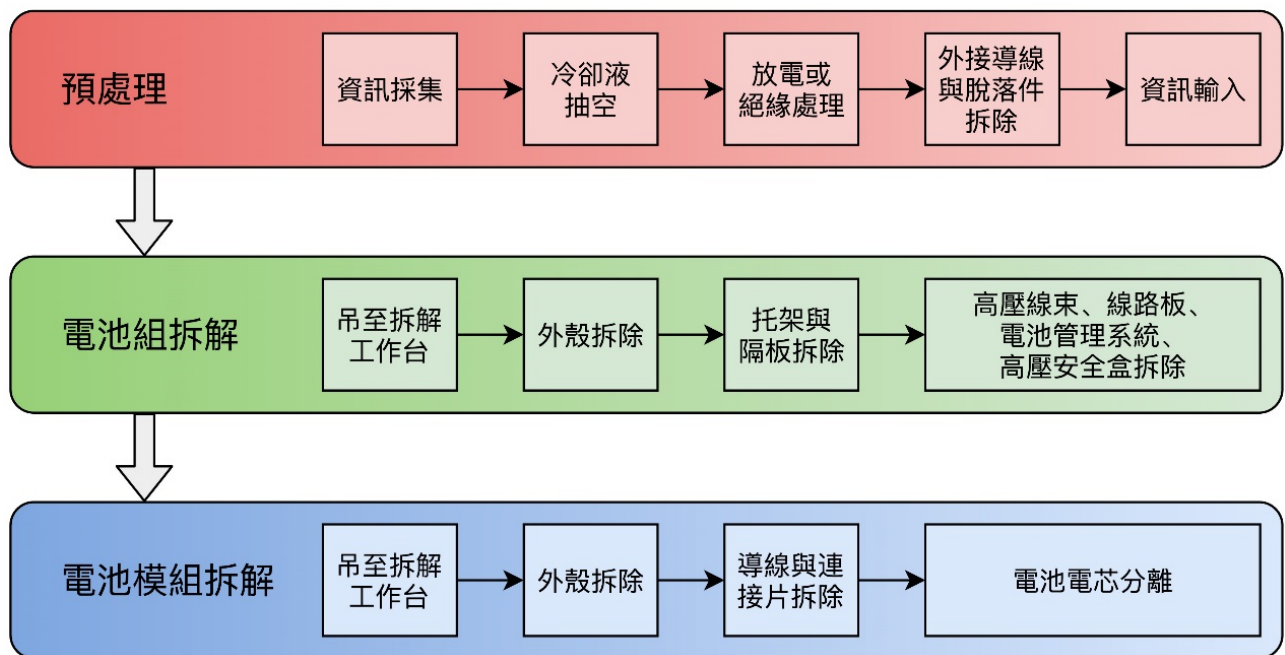 預處理
資訊採集
冷卻液
抽空
放電或
絕緣處理
外接導線
與脫落件
拆除
資訊輸入
電池組拆解
吊至拆解
工作台
外殼拆除
托架與
隔板拆除
高壓線束、線路板、
電池管理系統、
高壓安全盒拆除
電池模組拆解
吊至拆解
工作台
外殼拆除
導線與連
接片拆除
電池電芯分離